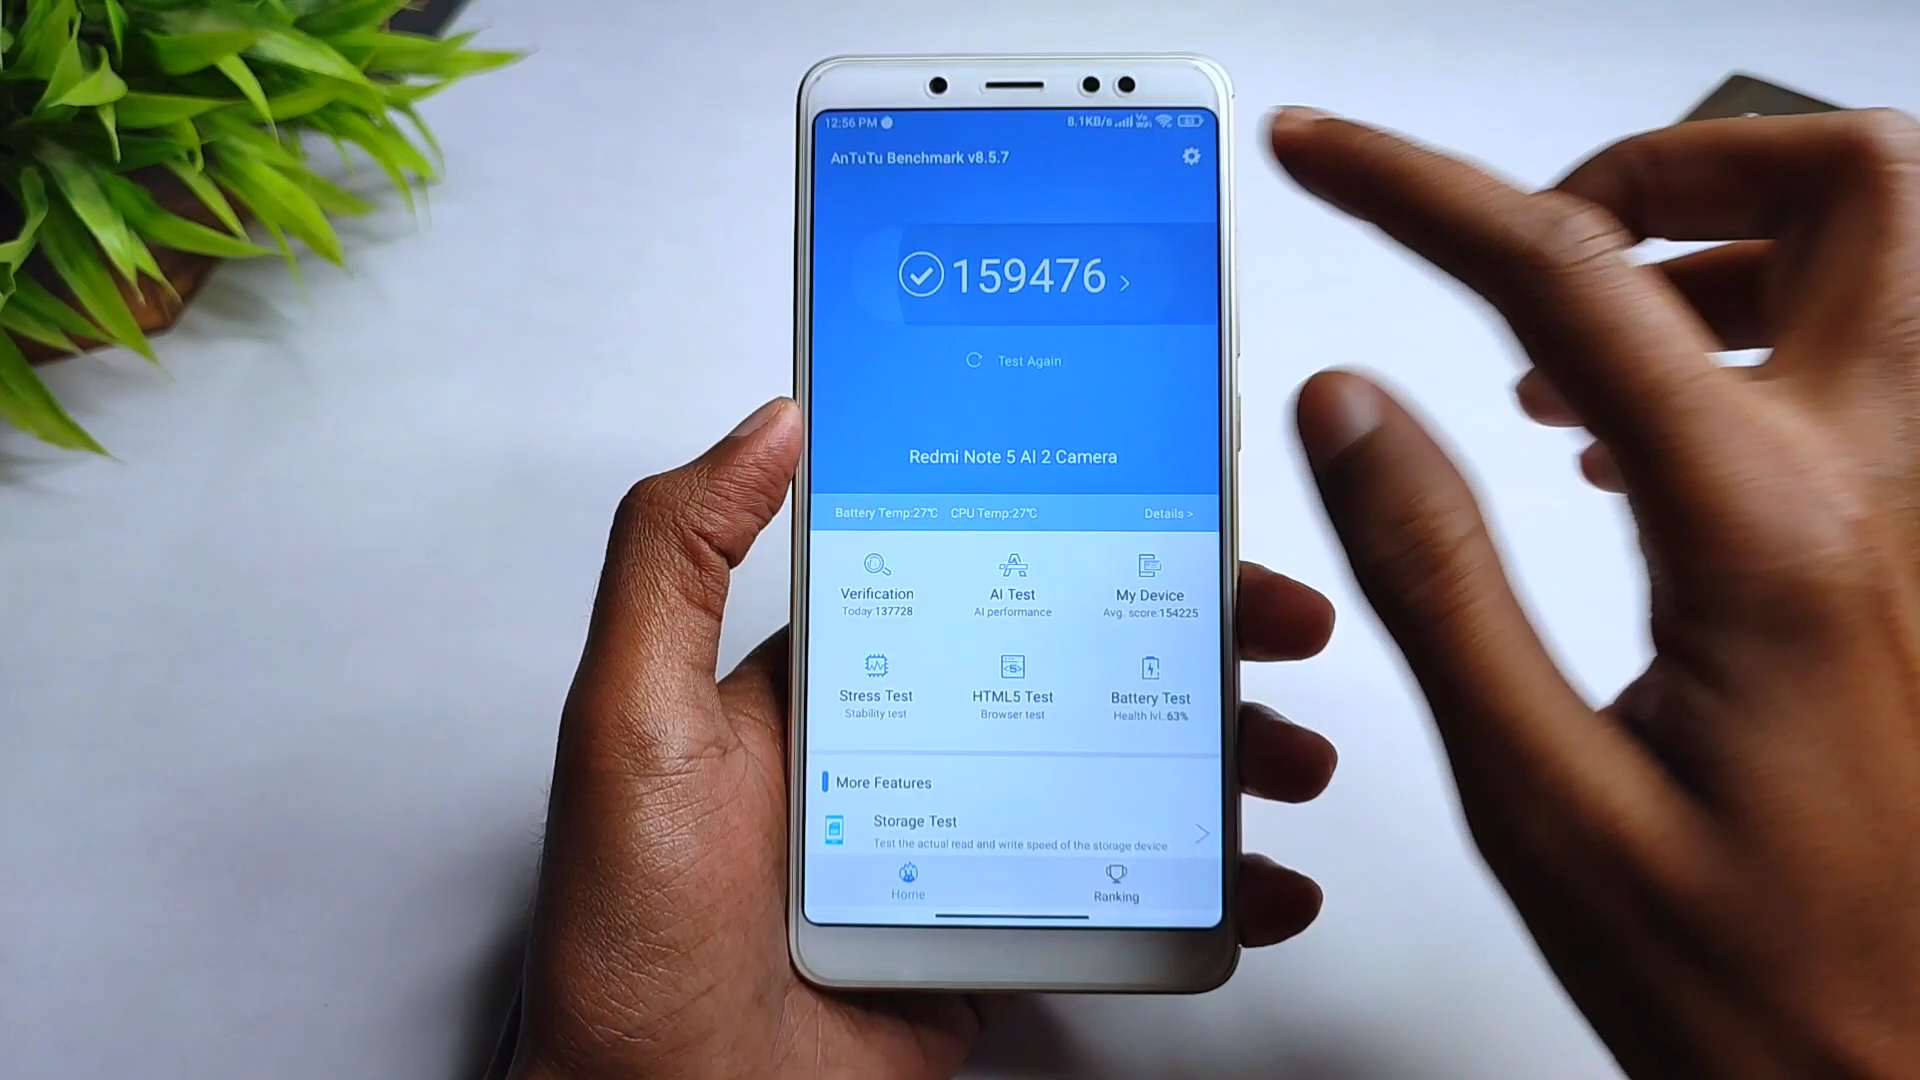 12:56 PM
8.1KB/s
AnTuTu Benchmark v8.5.7
159476 >
Test Again
Redmi Note 5 AI 2 Camera
Battery Temp:27℃ CPU Temp:27℃ Details >
Verification
Today:137728
AI Test
AI performance
My Device
Avg. score:154225
Stress Test
Stability test
HTML5 Test
Browser test
Battery Test
Health lvl.:63%
More Features
Storage Test
Test the actual read and write speed of the storage device
Home
Ranking